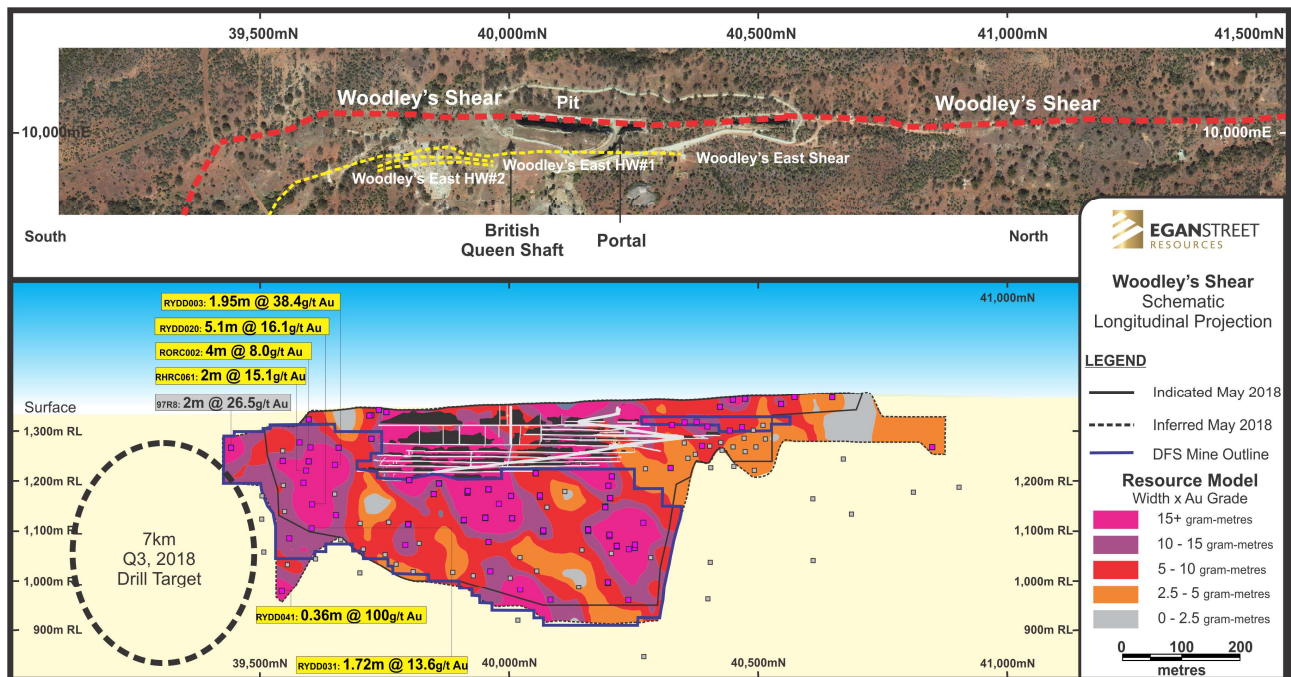 39,500mN 40,000mN 40,500mN 41,000mN 41,500mN
Woodley's Shear
Pit
Woodley's Shear
10,000mE
10,000mE
Woodley's East HW#1
Woodley's East Shear
Woodley's East HW#2
South
British
Queen Shaft
Portal
North
EGANSTREET
RESOURCES
Woodley's Shear
Schematic
Longitudinal Projection
LEGEND
Indicated May 2018
Inferred May 2018
DFS Mine Outline
Resource Model
Width x Au Grade
15+ gram-metres
10 - 15 gram-metres
5 - 10 gram-metres
2.5 - 5 gram-metres
0 - 2.5 gram-metres
0 100 200
metres
41,000mN
RYDD003: 1.95m @ 38.4g/t Au
RYDD020: 5.1m @ 16.1g/t Au
RORC002: 4m @ 8.0g/t Au
RHRC061: 2m @ 15.1g/t Au
97R8: 2m @ 26.5g/t Au
Surface
1,300m RL
1,200m RL 1,200m RL
1,100m RL 1,100m RL
1,000m RL 1,000m RL
900m RL 900m RL
7km
Q3, 2018
Drill Target
RYDD041: 0.36m @ 100g/t Au
RYDD031: 1.72m @ 13.6g/t Au
39,500mN 40,000mN 40,500mN 41,000mN